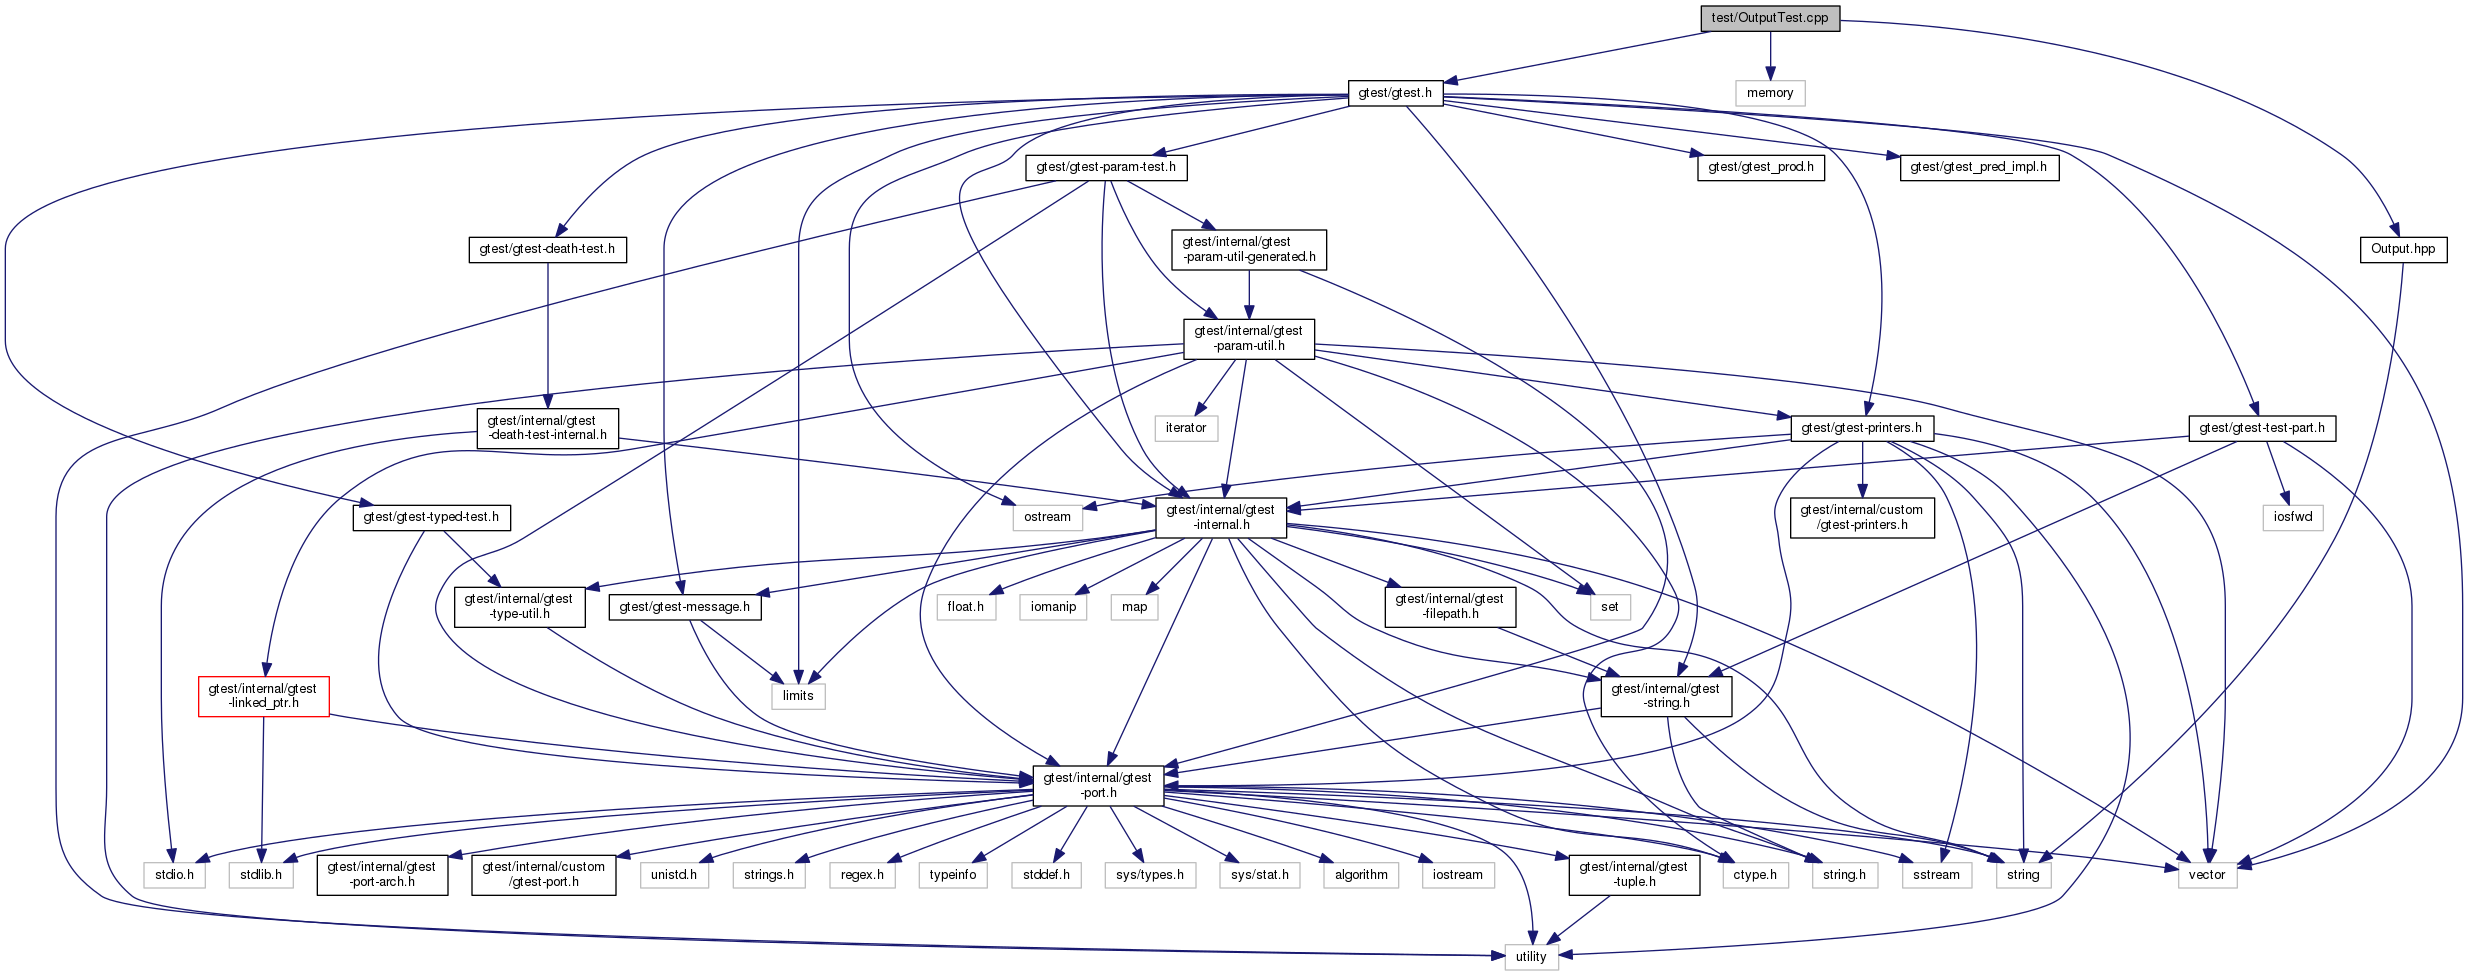 test/OutputTest.cpp
gtest/gtest.h
memory
gtest/gtest-param-test.h
gtest/gtest_prod.h
gtest/gtest_pred_impl.h
gtest/gtest-death-test.h
gtest/internal/gtest
-param-util-generated.h
Output.hpp
gtest/internal/gtest
-param-util.h
gtest/internal/gtest
-death-test-internal.h
iterator
gtest/gtest-printers.h
gtest/gtest-test-part.h
gtest/gtest-typed-test.h
ostream
gtest/internal/gtest
-internal.h
gtest/internal/custom
/gtest-printers.h
iosfwd
gtest/internal/gtest
-type-util.h
gtest/gtest-message.h
float.h
iomanip
map
gtest/internal/gtest
-filepath.h
set
gtest/internal/gtest
-linked_ptr.h
limits
gtest/internal/gtest
-string.h
gtest/internal/gtest
-port.h
stdio.h
stdlib.h
gtest/internal/gtest
-port-arch.h
gtest/internal/custom
/gtest-port.h
unistd.h
strings.h
regex.h
typeinfo
stddef.h
sys/types.h
sys/stat.h
algorithm
iostream
gtest/internal/gtest
-tuple.h
ctype.h
string.h
sstream
string
vector
utility